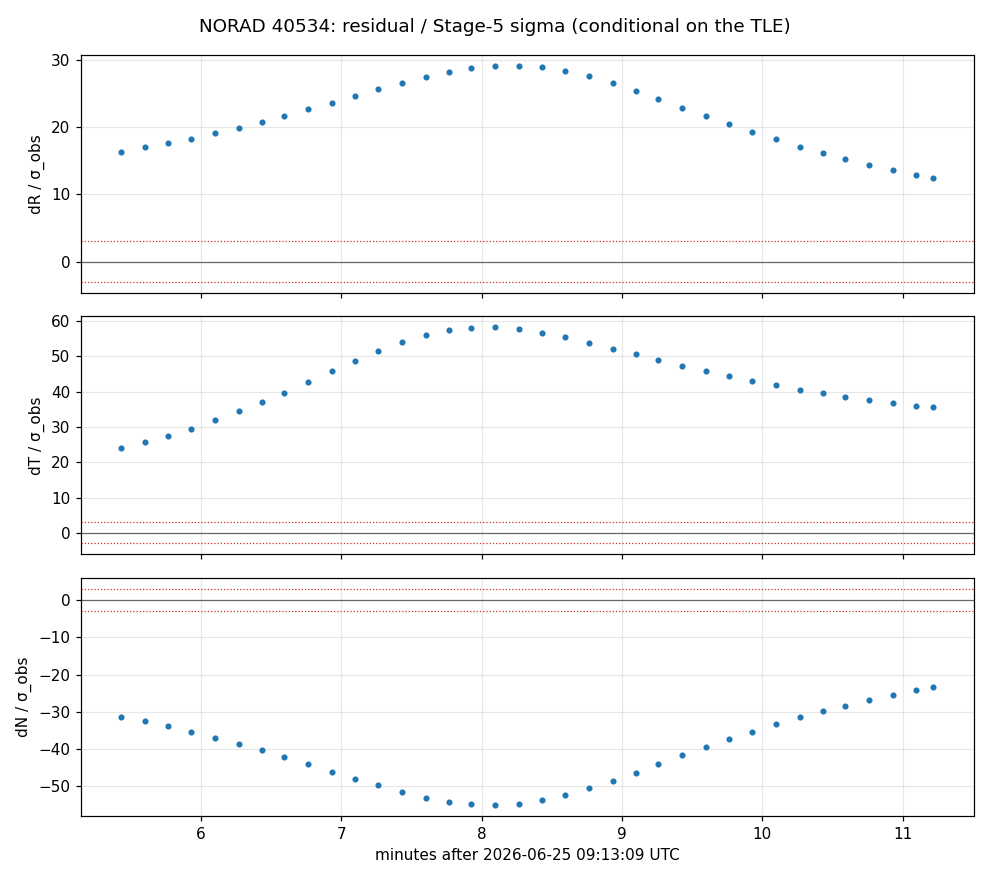 NORAD 40534: residual / Stage-5 sigma (conditional on the TLE)
30
20
10
0
dR / σ_obs
60
50
40
30
20
10
0
dT / σ_obs
0
−10
−20
−30
−40
−50
dN / σ_obs
6 7 8 9 10 11
minutes after 2026-06-25 09:13:09 UTC